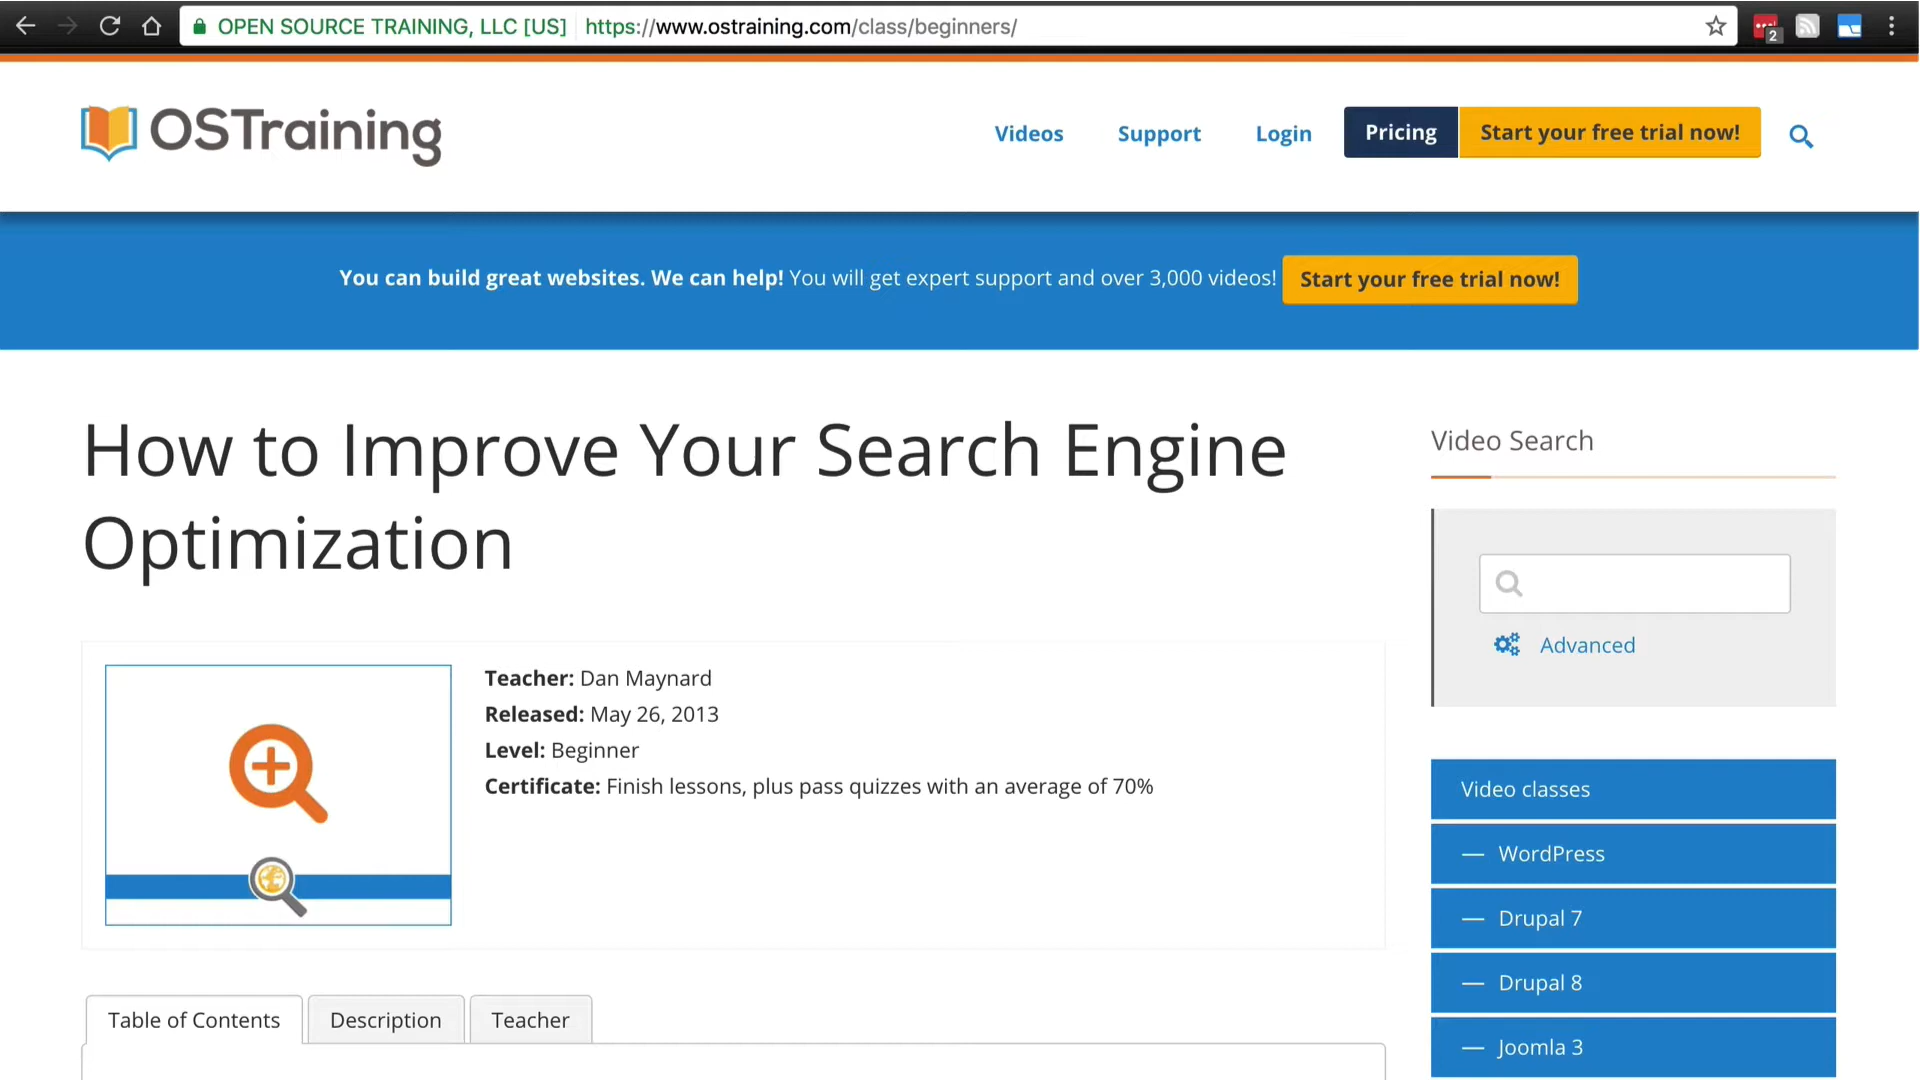 OPEN SOURCE TRAINING, LLC [US] https://www.ostraining.com/class/beginners/
2
OSTraining
Videos Support Login Pricing Start your free trial now!
You can build great websites. We can help! You will get expert support and over 3,000 videos! Start your free trial now!
How to Improve Your Search Engine
Optimization
Teacher: Dan Maynard
Released: May 26, 2013
Level: Beginner
Certificate: Finish lessons, plus pass quizzes with an average of 70%
Table of Contents Description Teacher
Video Search
Advanced
Video classes
— WordPress
— Drupal 7
— Drupal 8
— Joomla 3